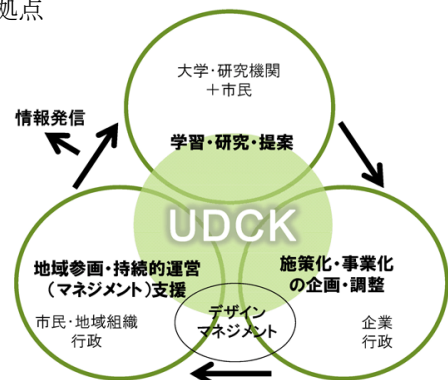 拠点
大学・研究機関
＋市民
情報発信
学習・研究・提案
UDCK
地域参画・持続的運営
（マネジメント）支援
施策化・事業化
の企画・調整
デザイン
マネジメント
市民・地域組織
行政
企業
行政